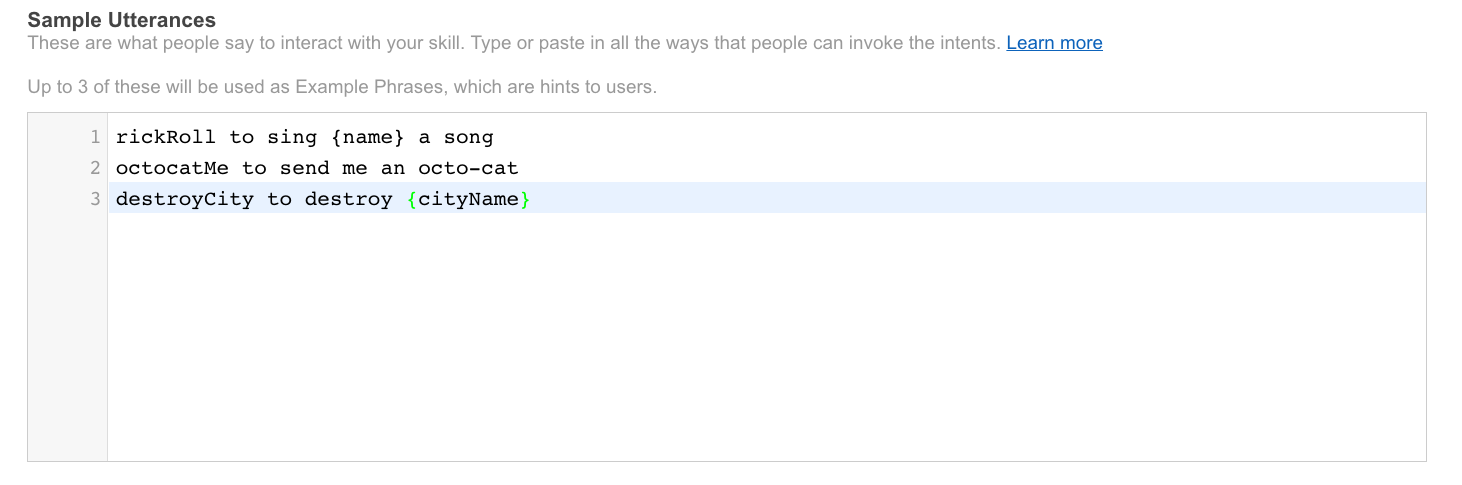 Sample Utterances
These are what people say to interact with your skill. Type or paste in all the ways that people can invoke the intents. Learn more
Up to 3 of these will be used as Example Phrases, which are hints to users.
1 rickRoll to sing {name} a song
2 octocatMe to send me an octo-cat
3 destroyCity to destroy {cityName}